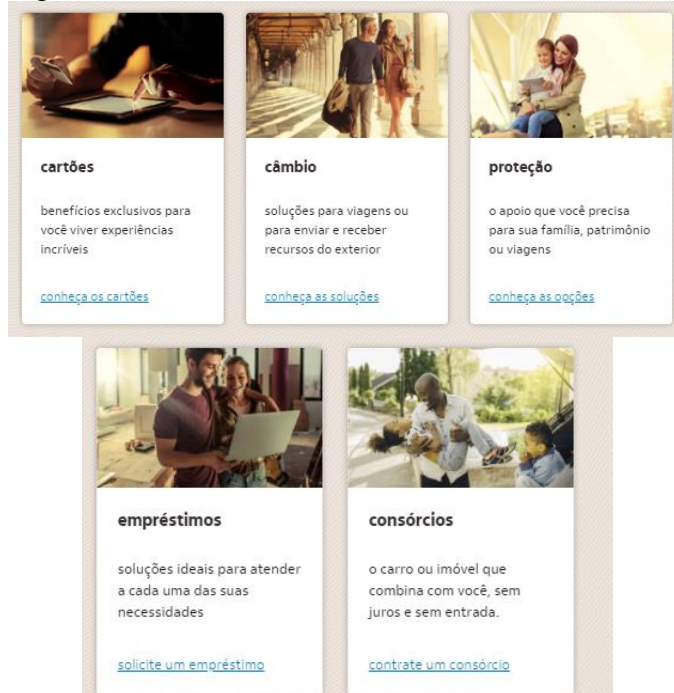 cartões
benefícios exclusivos para
você viver experiências
incríveis
conheça os cartões
câmbio
soluções para viagens ou
para enviar e receber
recursos do exterior
conheça as soluções
proteção
o apoio que você precisa
para sua família, patrimônio
ou viagens
conheça as opções
empréstimos
soluções ideais para atender
a cada uma das suas
necessidades
solicite um empréstimo
consórcios
o carro ou imóvel que
combina com você, sem
juros e sem entrada.
contrate um consórcio